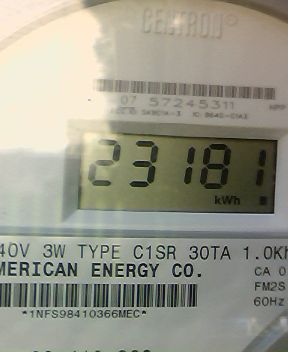 CENTRON®
07 57245311
23181
kWh
40V 3W TYPE C1SR 30TA 1.0Kh
MERICAN ENERGY CO.
CA 0
FM2S
60Hz
*1NFS98410366MEC*